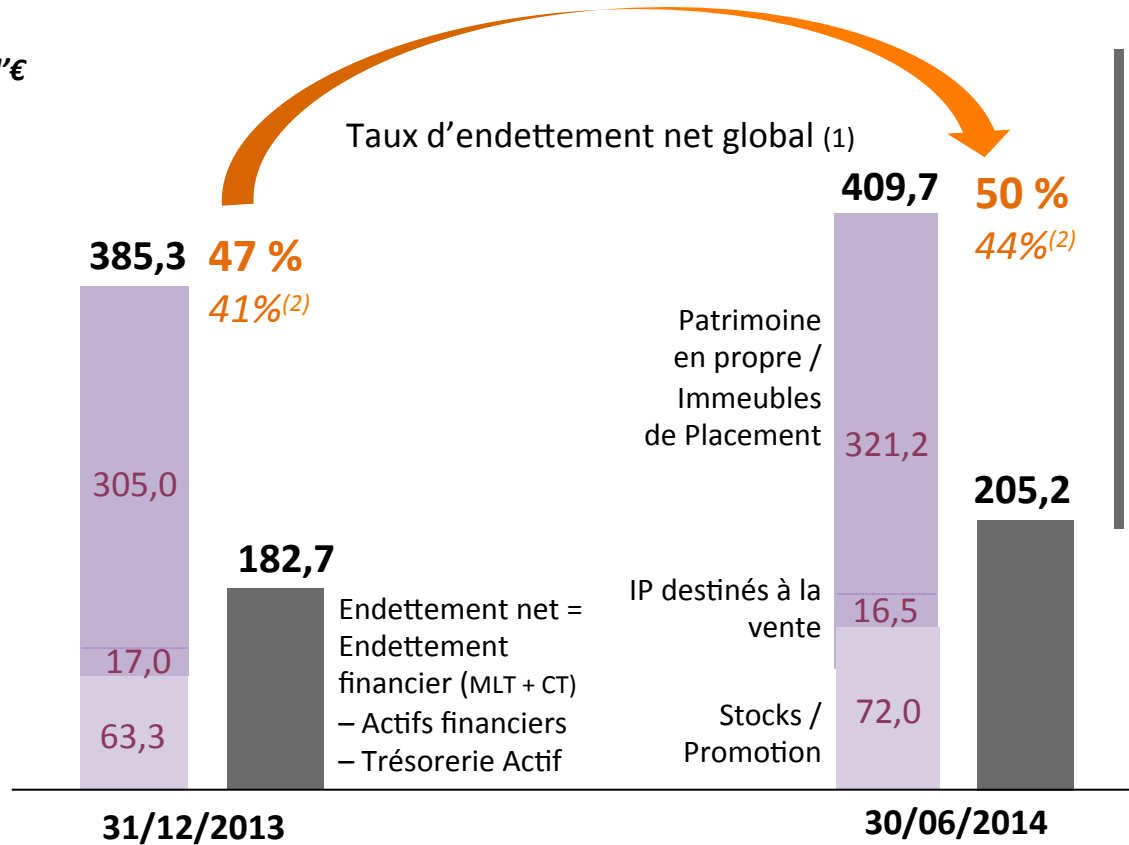 Taux d'endettement net global (1)
409,7
50 %
44%(2)
385,3
47 %
41%(2)
Patrimoine
en propre /
Immeubles
de Placement
305,0
321,2
205,2
182,7
Endettement net =
Endettement
financier (MLT + CT)
– Actifs financiers
– Trésorerie Actif
IP destinés à la
vente
17,0
16,5
63,3
Stocks /
Promotion
72,0
31/12/2013
30/06/2014